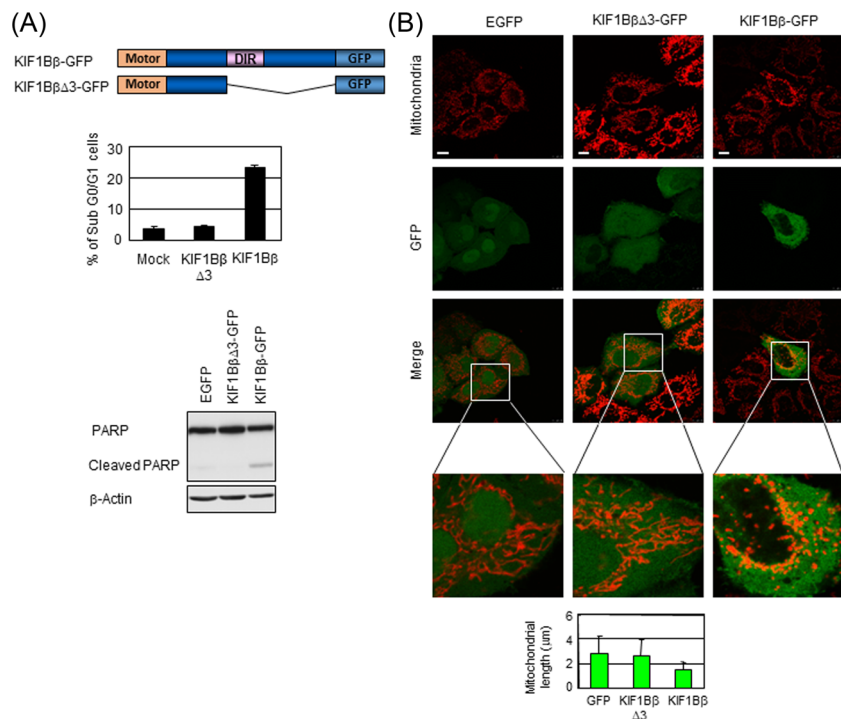 (A)
KIF1Bβ-GFP
Motor
DIR
GFP
KIF1BβΔ3-GFP
Motor
GFP
% of Sub G0/G1 cells
30
20
10
0
Mock
KIF1Bβ
Δ3
KIF1Bβ
EGFP
KIF1BβΔ3-GFP
KIF1Bβ-GFP
PARP
Cleaved PARP
β-Actin
(B)
EGFP
KIF1BβΔ3-GFP
KIF1Bβ-GFP
Mitochondria
GFP
Merge
Mitochondrial
length (μm)
6
4
2
0
GFP
KIF1Bβ
Δ3
KIF1Bβ